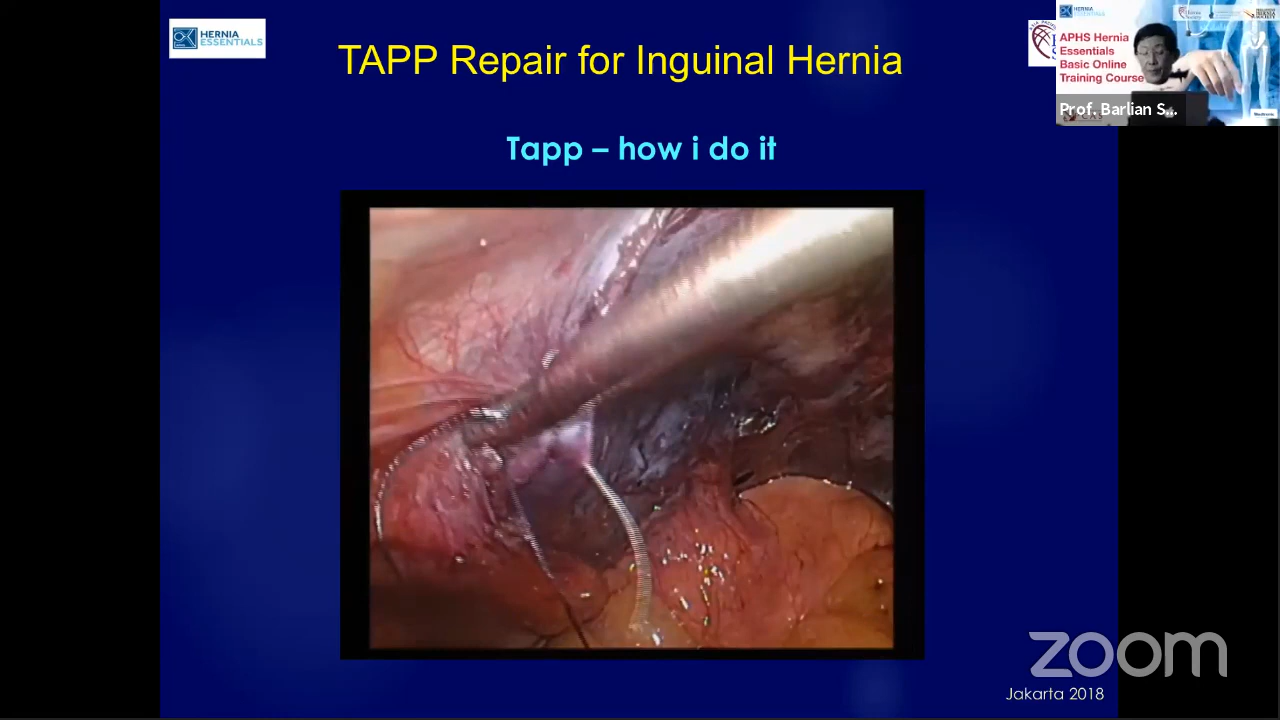 HERNIA
ESSENTIALS
TAPP Repair for Inguinal Hernia
HERNIA
ESSENTIALS
APHS Hernia
Essentials
Basic Online
Training Course
Prof. Barlian S...
Tapp – how i do it
zoom
Jakarta 2018